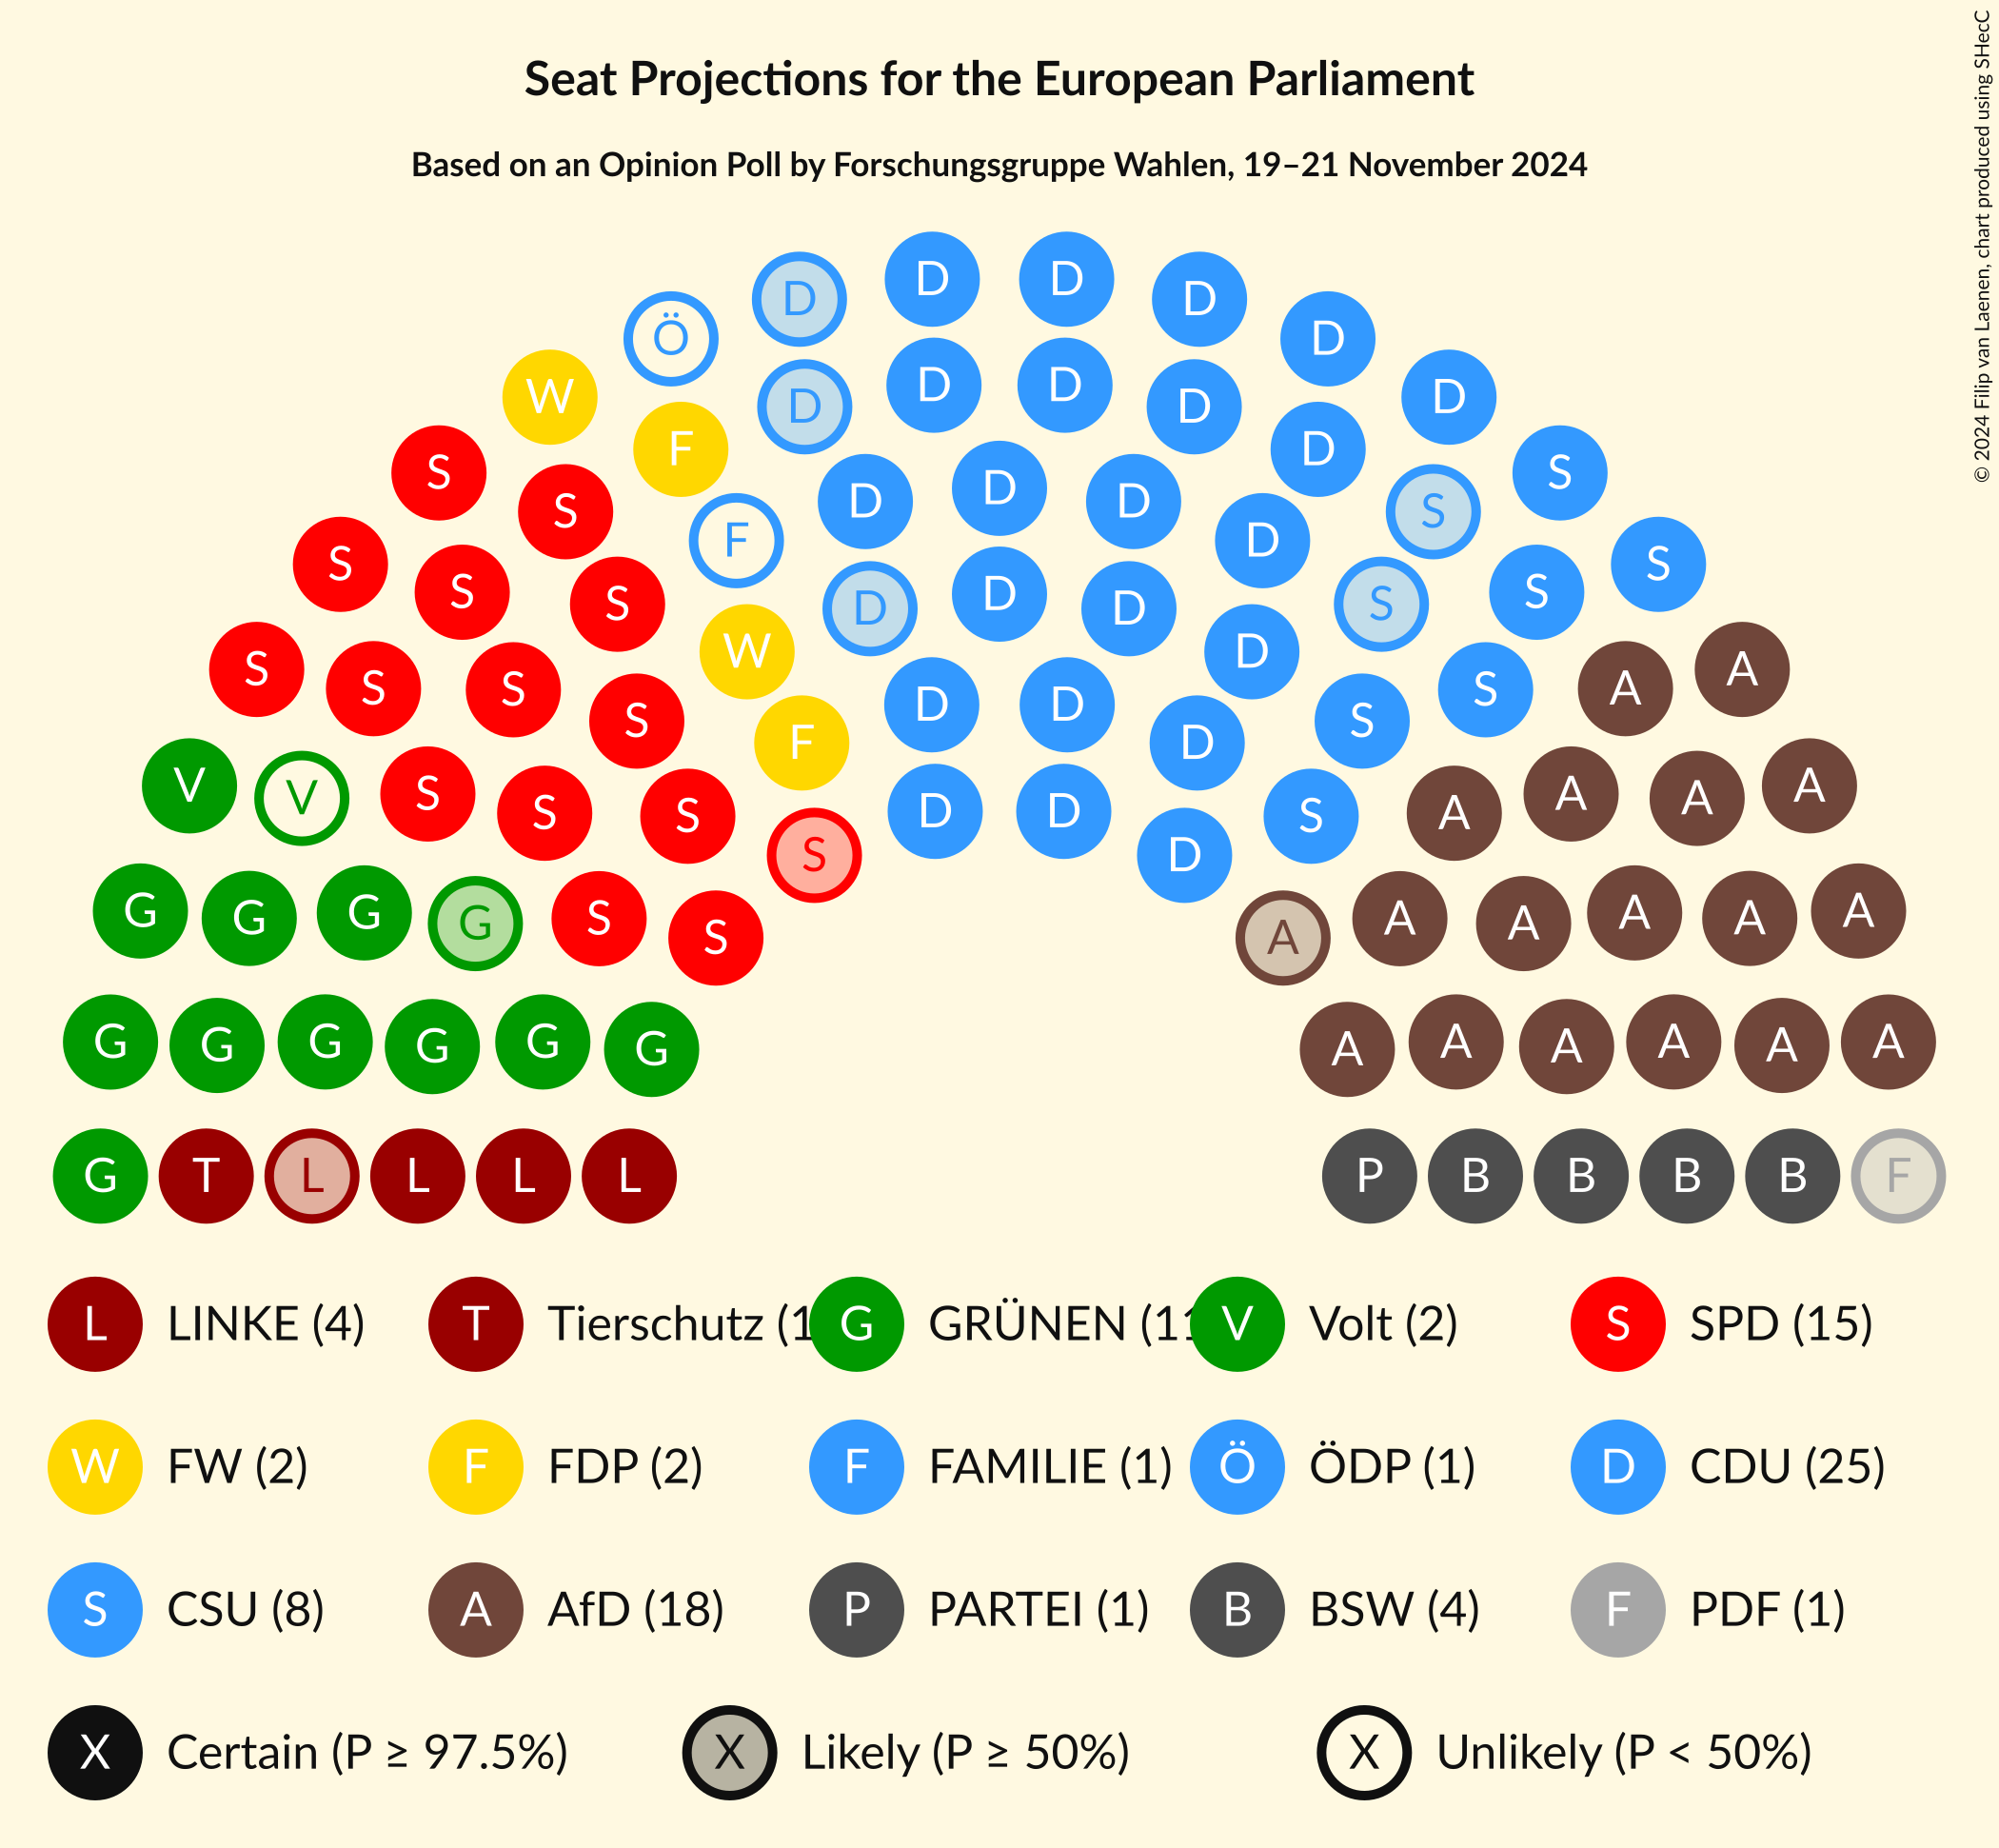 Seat Projections for the European Parliament
Based on an Opinion Poll by Forschungsgruppe Wahlen, 19–21 November 2024
© 2024 Filip van Laenen, chart produced using SHecC
D D
D D
Ö D
D D
D D
W D
F D
S S
D D
S S
F D
S S
S S
D D
S S
W D
S A
S S S S
S A
F D
V A
V A
S A
S S S A
D D
S D
G A
G A
G A
S A
G A
S A
G G G G G G A A A A A A
G T L L L L P B B B B F
L LINKE (4) T Tierschutz (1 G GRÜNEN (11 V Volt (2) S SPD (15)
W FW (2) F FDP (2) F FAMILIE (1) Ö ÖDP (1) D CDU (25)
S CSU (8) A AfD (18) P PARTEI (1) B BSW (4) F PDF (1)
X Certain (P ≥ 97.5%) X Likely (P ≥ 50%) X Unlikely (P < 50%)